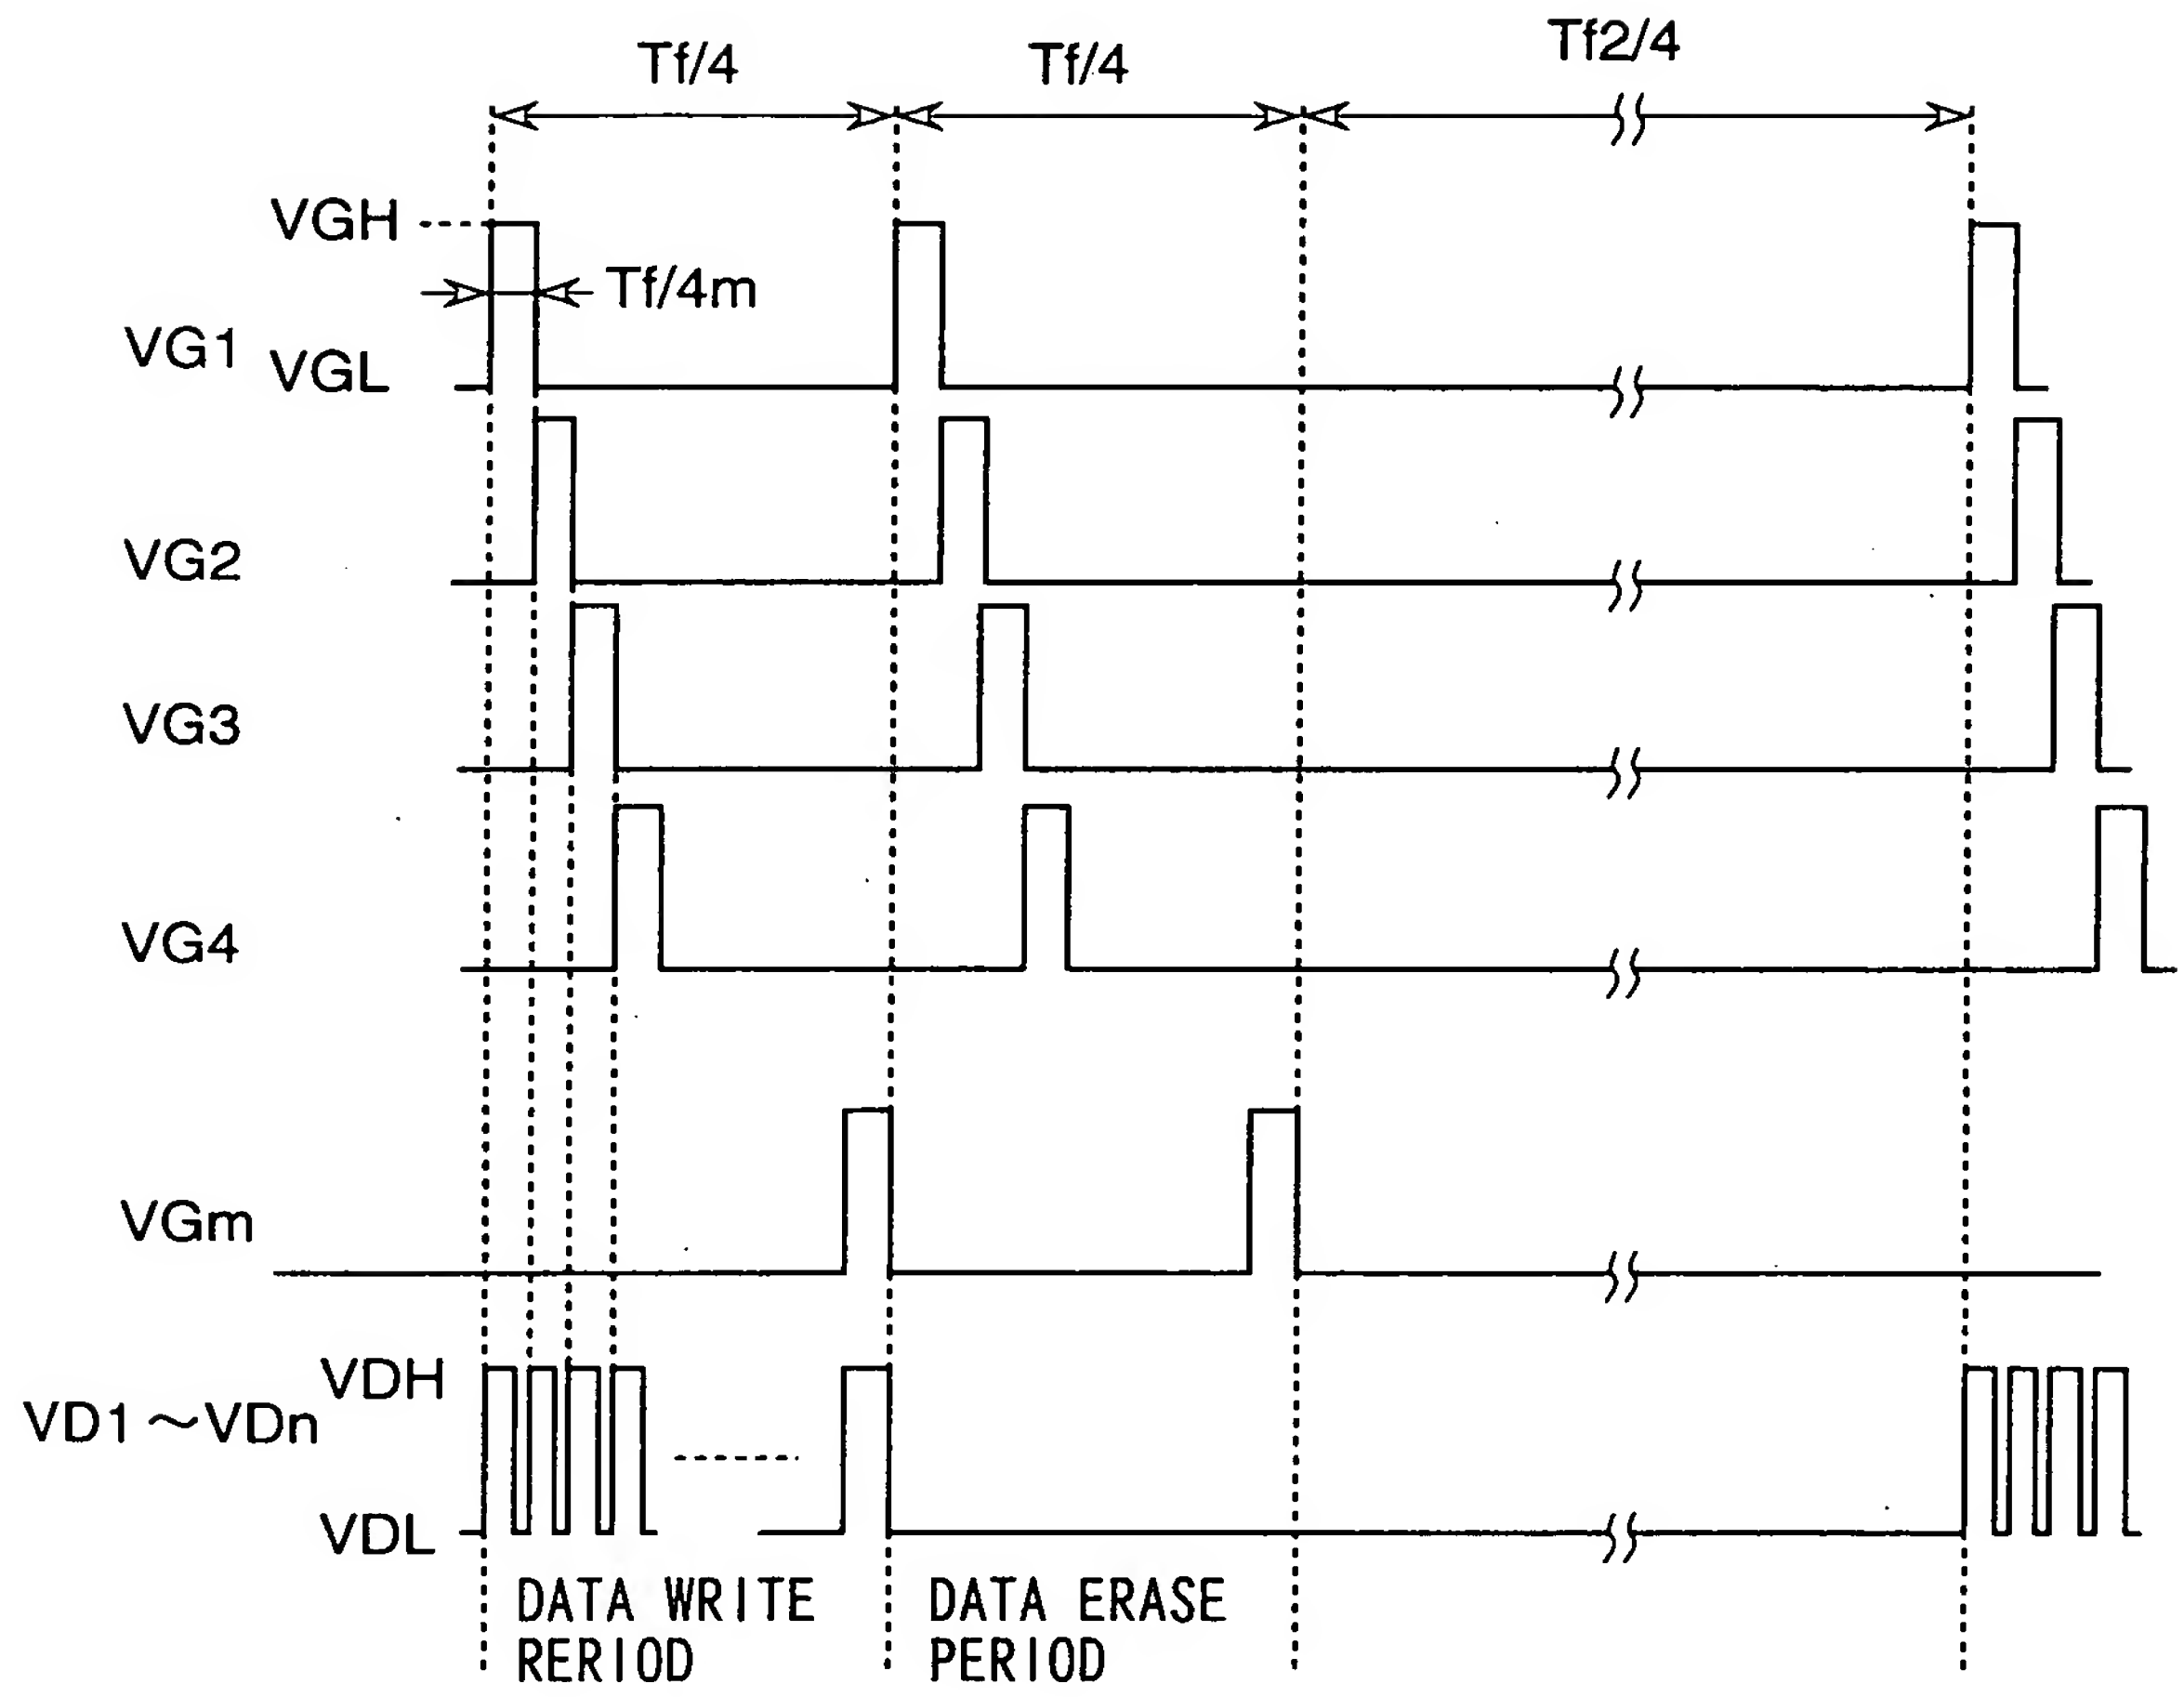 Tf/4
Tf/4
Tf2/4
VGH
Tf/4m
VG1
VGL
VG2
VG3
VG4
VGm
VDH
VD1～VDn
VDL
DATA WRITE
RERIOD
DATA ERASE
PERIOD